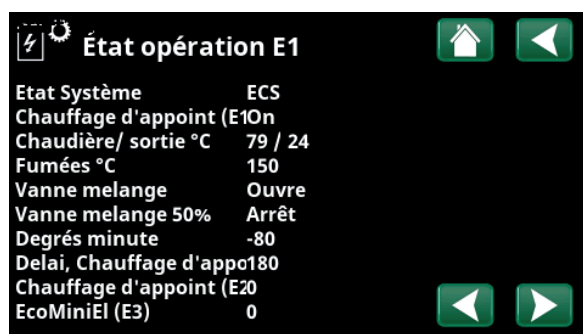 État opération E1
Etat Système ECS
Chauffage d'appoint (E1On
Chaudière/ sortie °C 79 / 24
Fumées °C 150
Vanne melange Ouvre
Vanne melange 50% Arrêt
Degrés minute -80
Delai, Chauffage d'appo180
Chauffage d'appoint (E20
EcoMiniEl (E3) 0